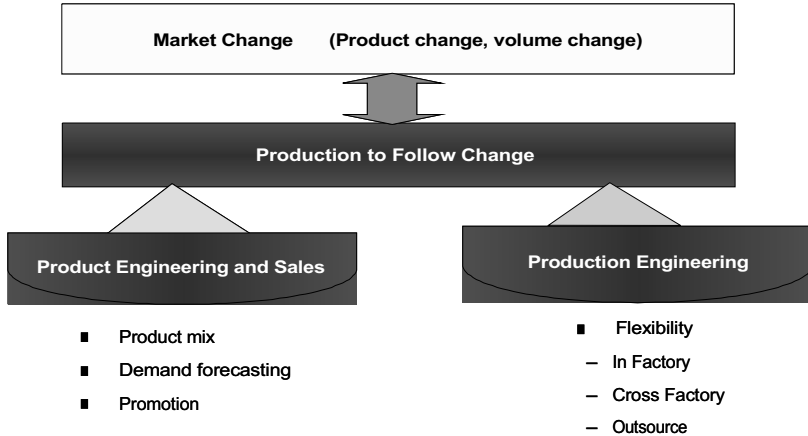 Market Change (Product change, volume change)
Production to Follow Change
Product Engineering and Sales
▪ Product mix
▪ Demand forecasting
▪ Promotion
Production Engineering
▪ Flexibility
– In Factory
– Cross Factory
– Outsource